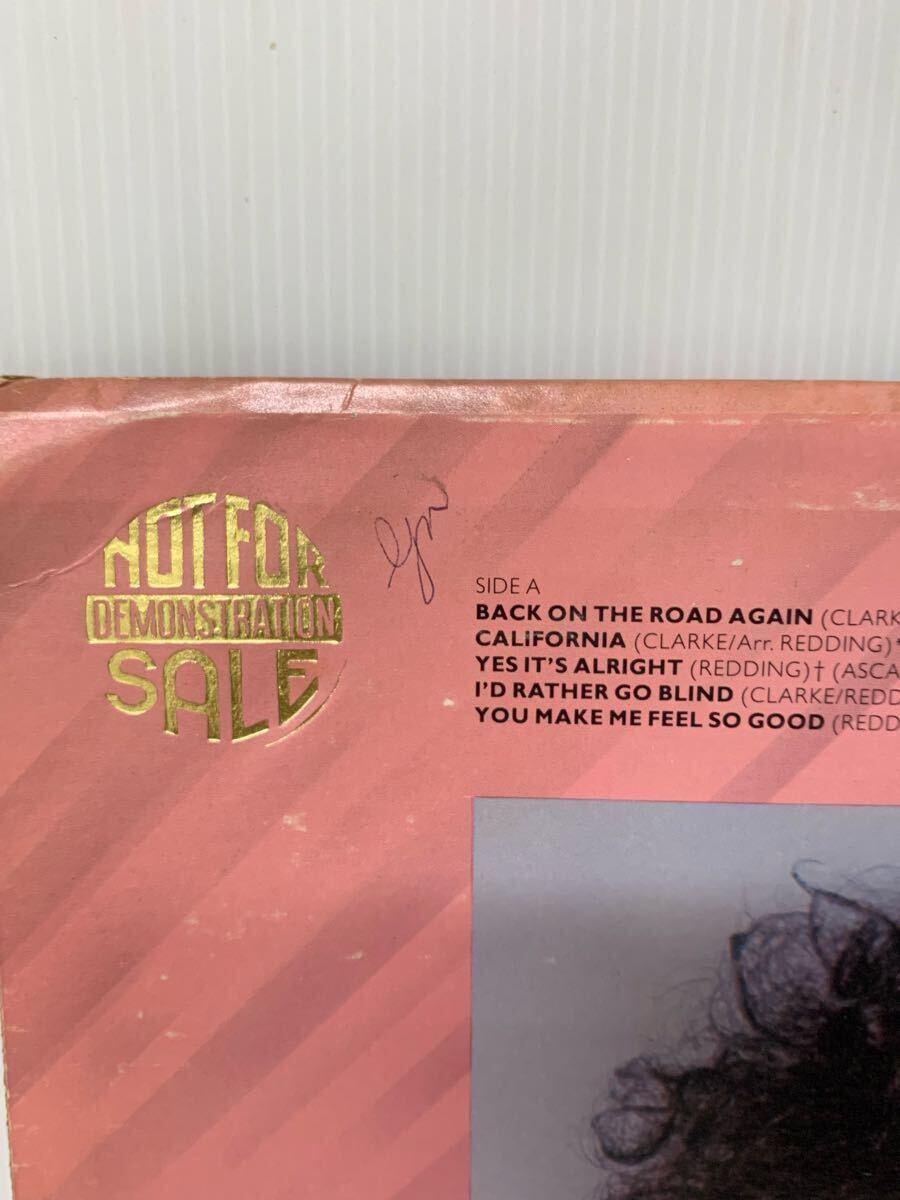 NOT FOR
DEMONSTRATION
SALE
SIDE A
BACK ON THE ROAD AGAIN (CLARK
CALIFORNIA (CLARKE/Arr. REDDING)*
YES IT'S ALRIGHT (REDDING)† (ASCA
I'D RATHER GO BLIND (CLARKE/REDD
YOU MAKE ME FEEL SO GOOD (REDD